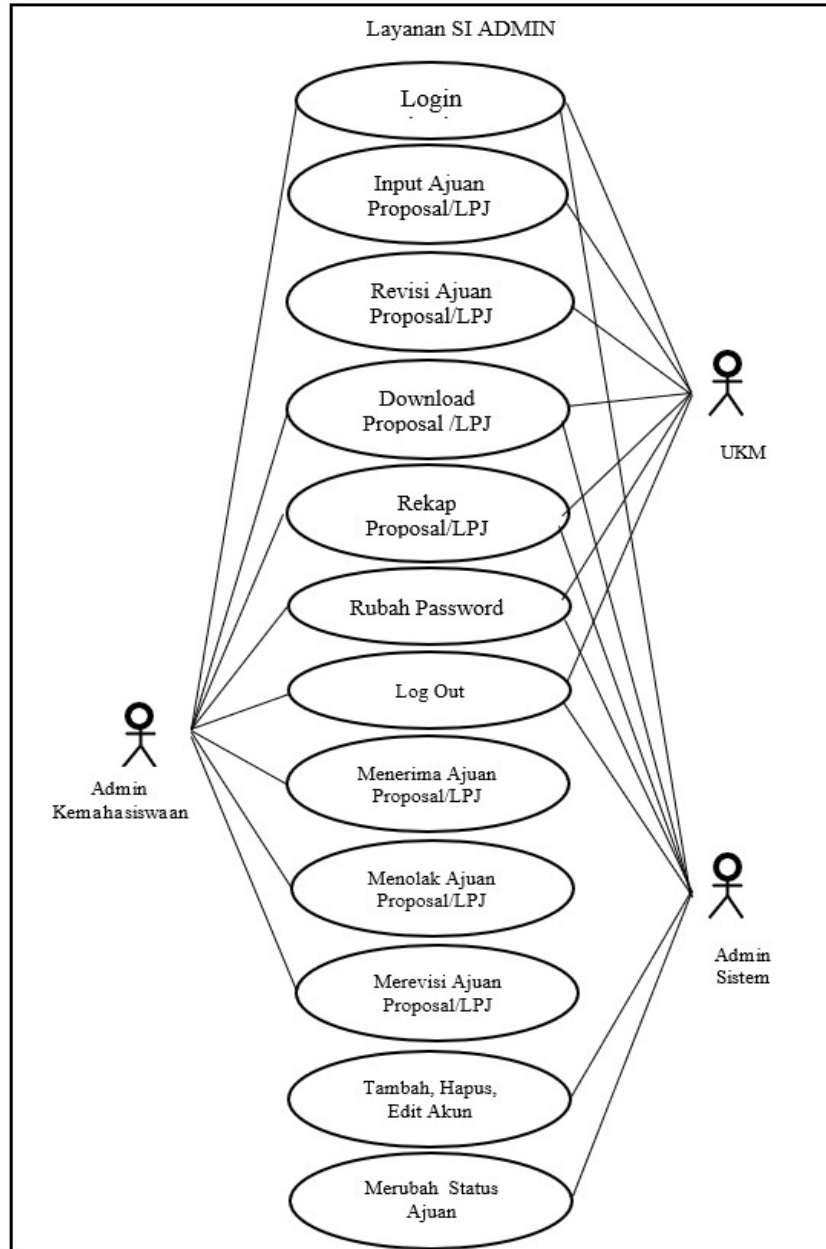 Layanan SI ADMIN
Login
Input Ajuan
Proposal/LPJ
Revisi Ajuan
Proposal/LPJ
Download
Proposal /LPJ
UKM
Rekap
Proposal/LPJ
Rubah Password
Log Out
Admin
Kemahasiswaan
Menerima Ajuan
Proposal/LPJ
Menolak Ajuan
Proposal/LPJ
Admin
Sistem
Merevisi Ajuan
Proposal/LPJ
Tambah, Hapus,
Edit Akun
Merubah Status
Ajuan